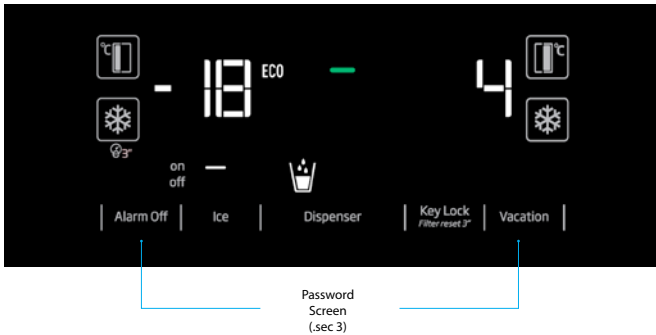 °C
-18 ECO
4
°C
3"
on
off
Alarm Off
Ice
Dispenser
Key Lock
Filter reset 3"
Vacation
Password
Screen
(.sec 3)